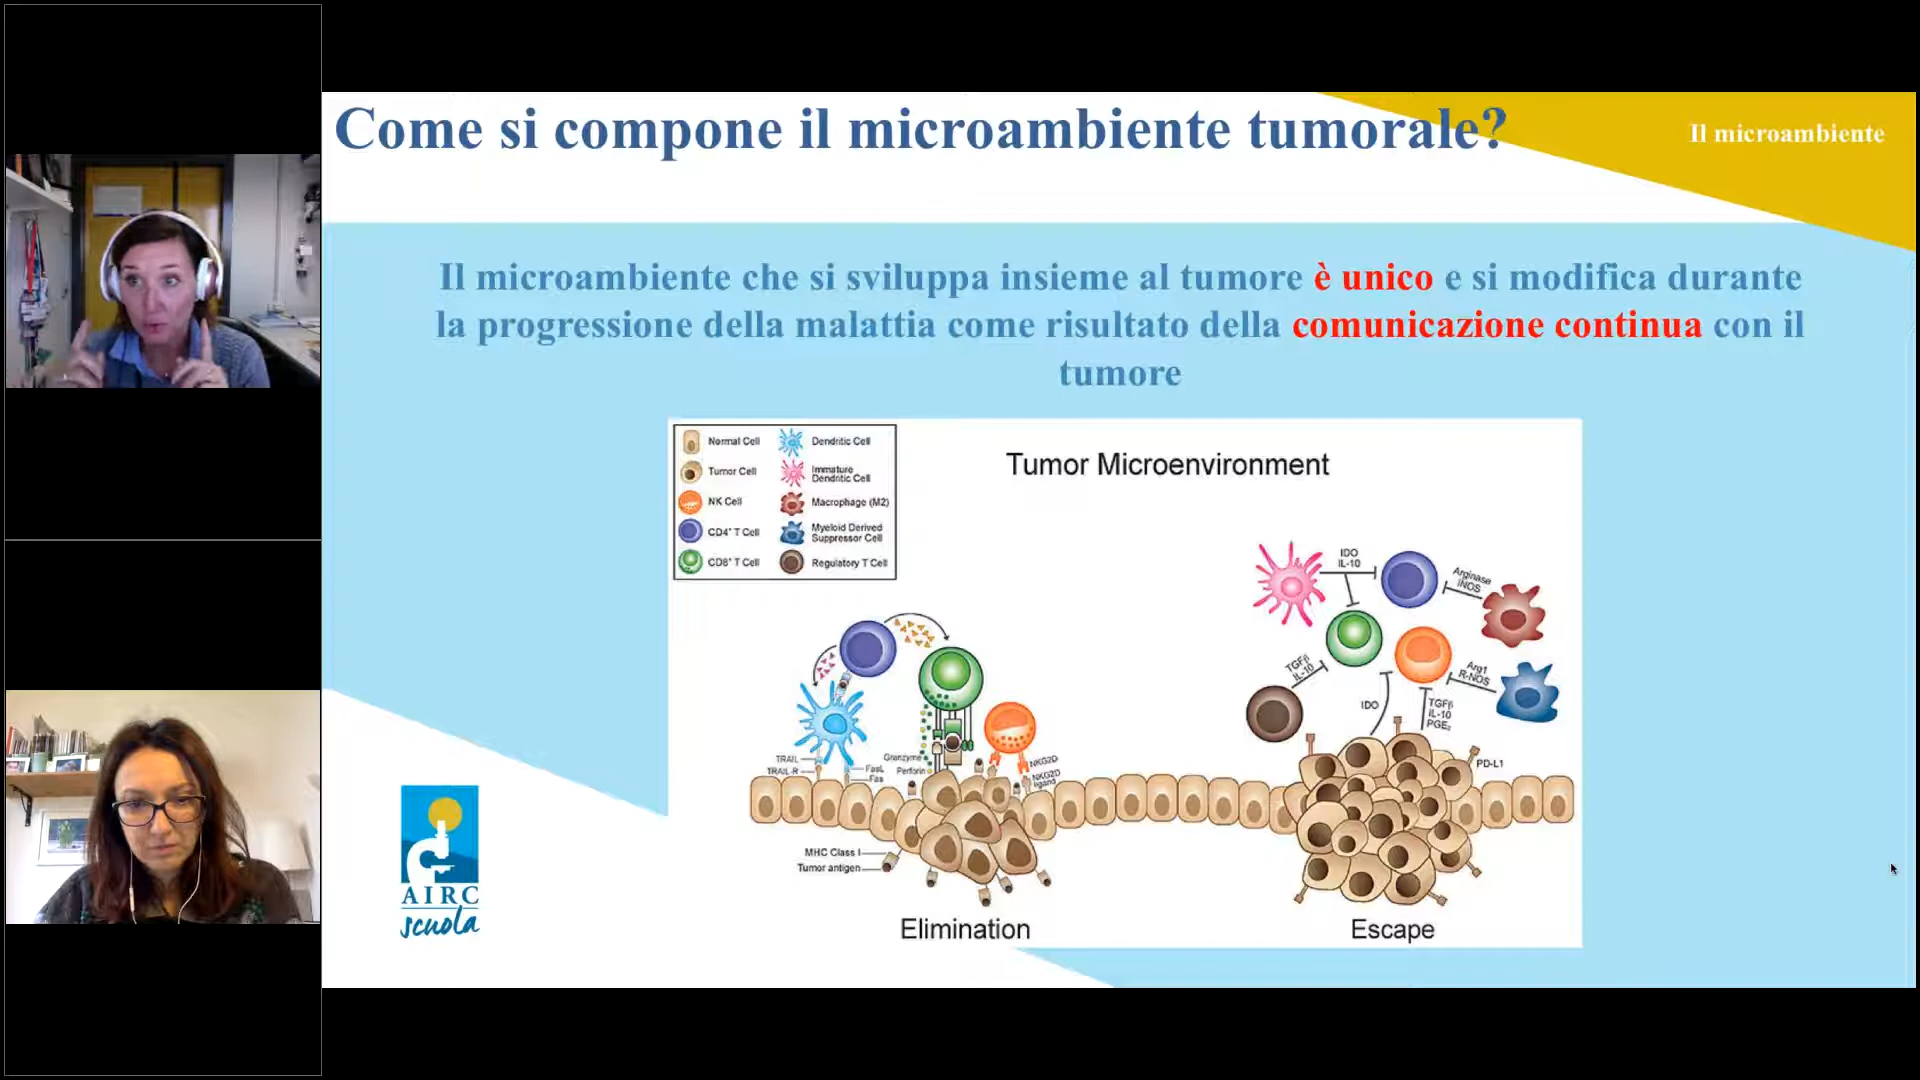 Come si compone il microambiente tumorale?
Il microambiente
Il microambiente che si sviluppa insieme al tumore è unico e si modifica durante
la progressione della malattia come risultato della comunicazione continua con il
tumore
Normal Cell
Dendritic Cell
Tumor Cell
Immature
Dendritic Cell
NK Cell
Macrophage (M2)
CD4⁺ T Cell
Myeloid Derived
Suppressor Cell
CD8⁺ T Cell
Regulatory T Cell
Tumor Microenvironment
TRAIL
TRAIL-R
FasL
Fas
Granzyme
Perforin
NKG2D
NKG2D
ligand
MHC Class I
Tumor antigen
Elimination
IDO
IL-10
Arginase
iNOS
TGFβ
IL-10
Arg1
R-NOS
IDO
TGFβ
IL-10
PGE₂
PD-L1
Escape
AIRC
scuola